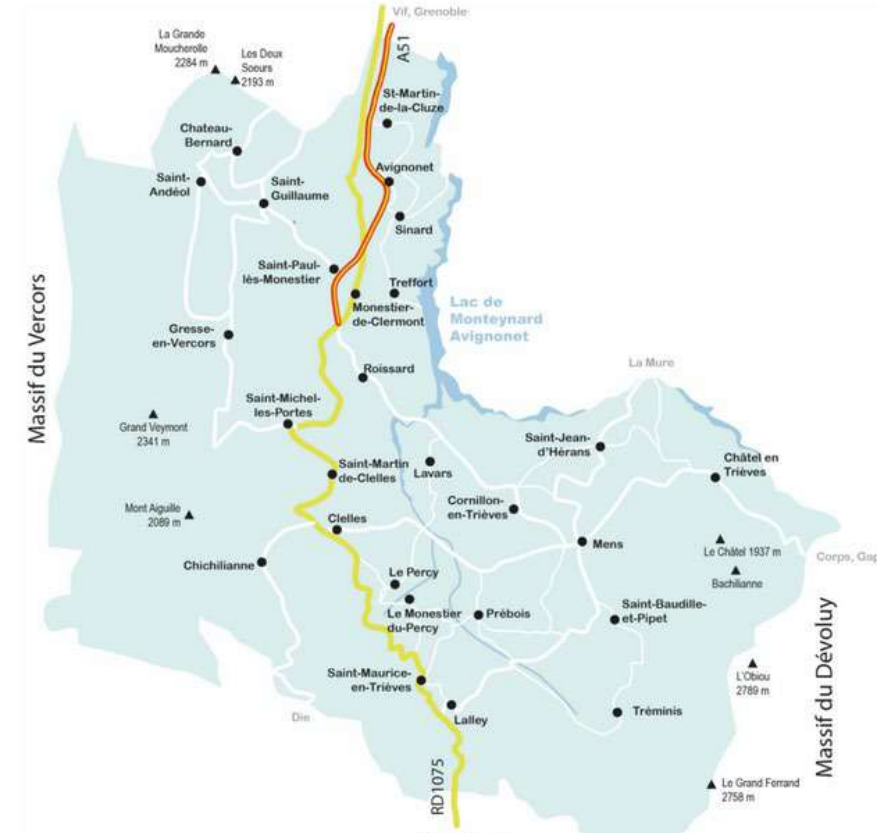 Vif, Grenoble
A51
La Grande
Moucherolle
2284 m
Les Deux
Soeurs
2193 m
St-Martin-
de-la-Cluze
Chateau-
Bernard
Avignonet
Saint-
Andéol
Saint-
Guillaume
Sinard
Saint-Paul-
lès-Monestier
Treffort
Monestier-
de-Clermont
Lac de
Monteynard
Avignonet
Massif du Vercors
Gresse-
en-Vercors
Roissard
La Mure
Saint-Michel-
les-Portes
Grand Veymont
2341 m
Saint-Jean-
d'Hérans
Châtel en
Trièves
Saint-Martin
de-Clelles
Lavars
Cornillon-
en-Trièves
Mont Aiguille
2089 m
Clelles
Mens
Le Châtel 1937 m
Corps, Gap
Chichilianne
Bachilianne
Le Percy
Le Monestier
du-Percy
Prébois
Saint-Baudille-
et-Pipet
Massif du Dévoluy
Saint-Maurice-
en-Trièves
L'Obiou
2789 m
Die
Lalley
Tréminis
RD1075
Le Grand Ferrand
2758 m